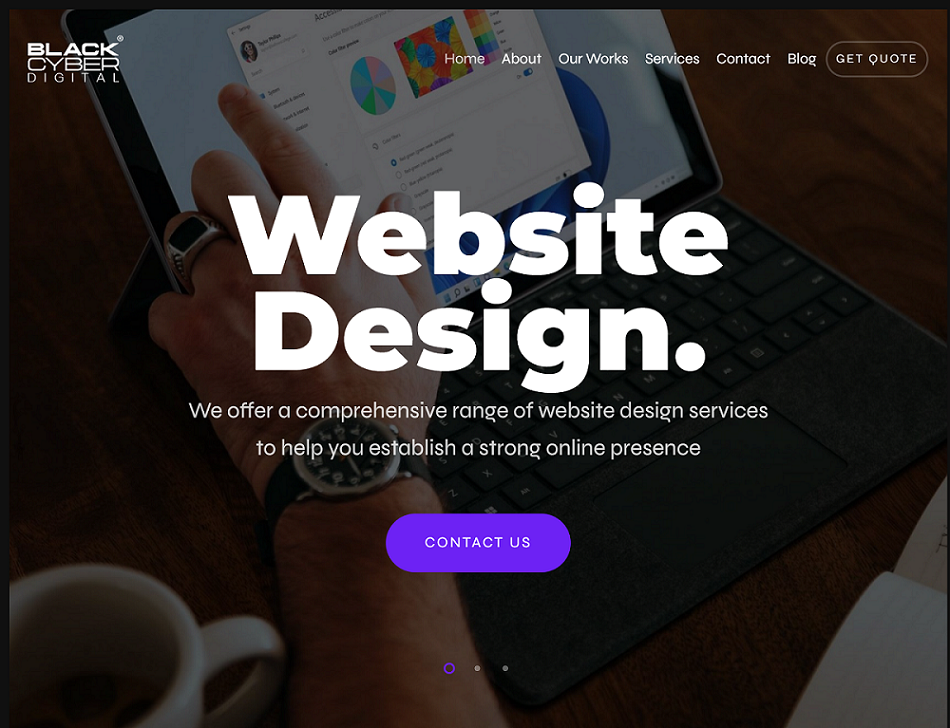 BLACK
CYBER
DIGITAL
®
Home About Our Works Services Contact Blog GET QUOTE
Website
Design.
We offer a comprehensive range of website design services
to help you establish a strong online presence
CONTACT US